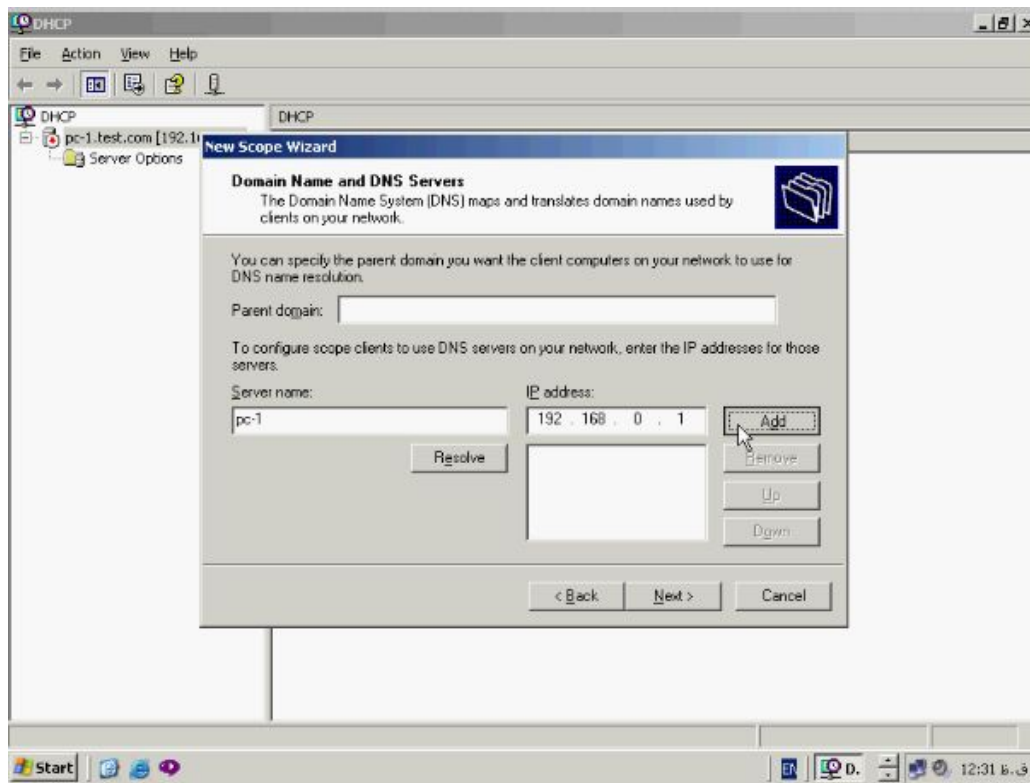 DHCP
File Action View Help
DHCP
DHCP
pc-1.test.com [192.1
Server Options
New Scope Wizard
Domain Name and DNS Servers
The Domain Name System (DNS) maps and translates domain names used by
clients on your network.
You can specify the parent domain you want the client computers on your network to use for
DNS name resolution.
Parent domain:
To configure scope clients to use DNS servers on your network, enter the IP addresses for those
servers.
Server name:
IP address:
pc-1
192 . 168 . 0 . 1
Add
Resolve
Remove
Up
Down
< Back
Next >
Cancel
Start
EN
D.
12:31 ق.ظ